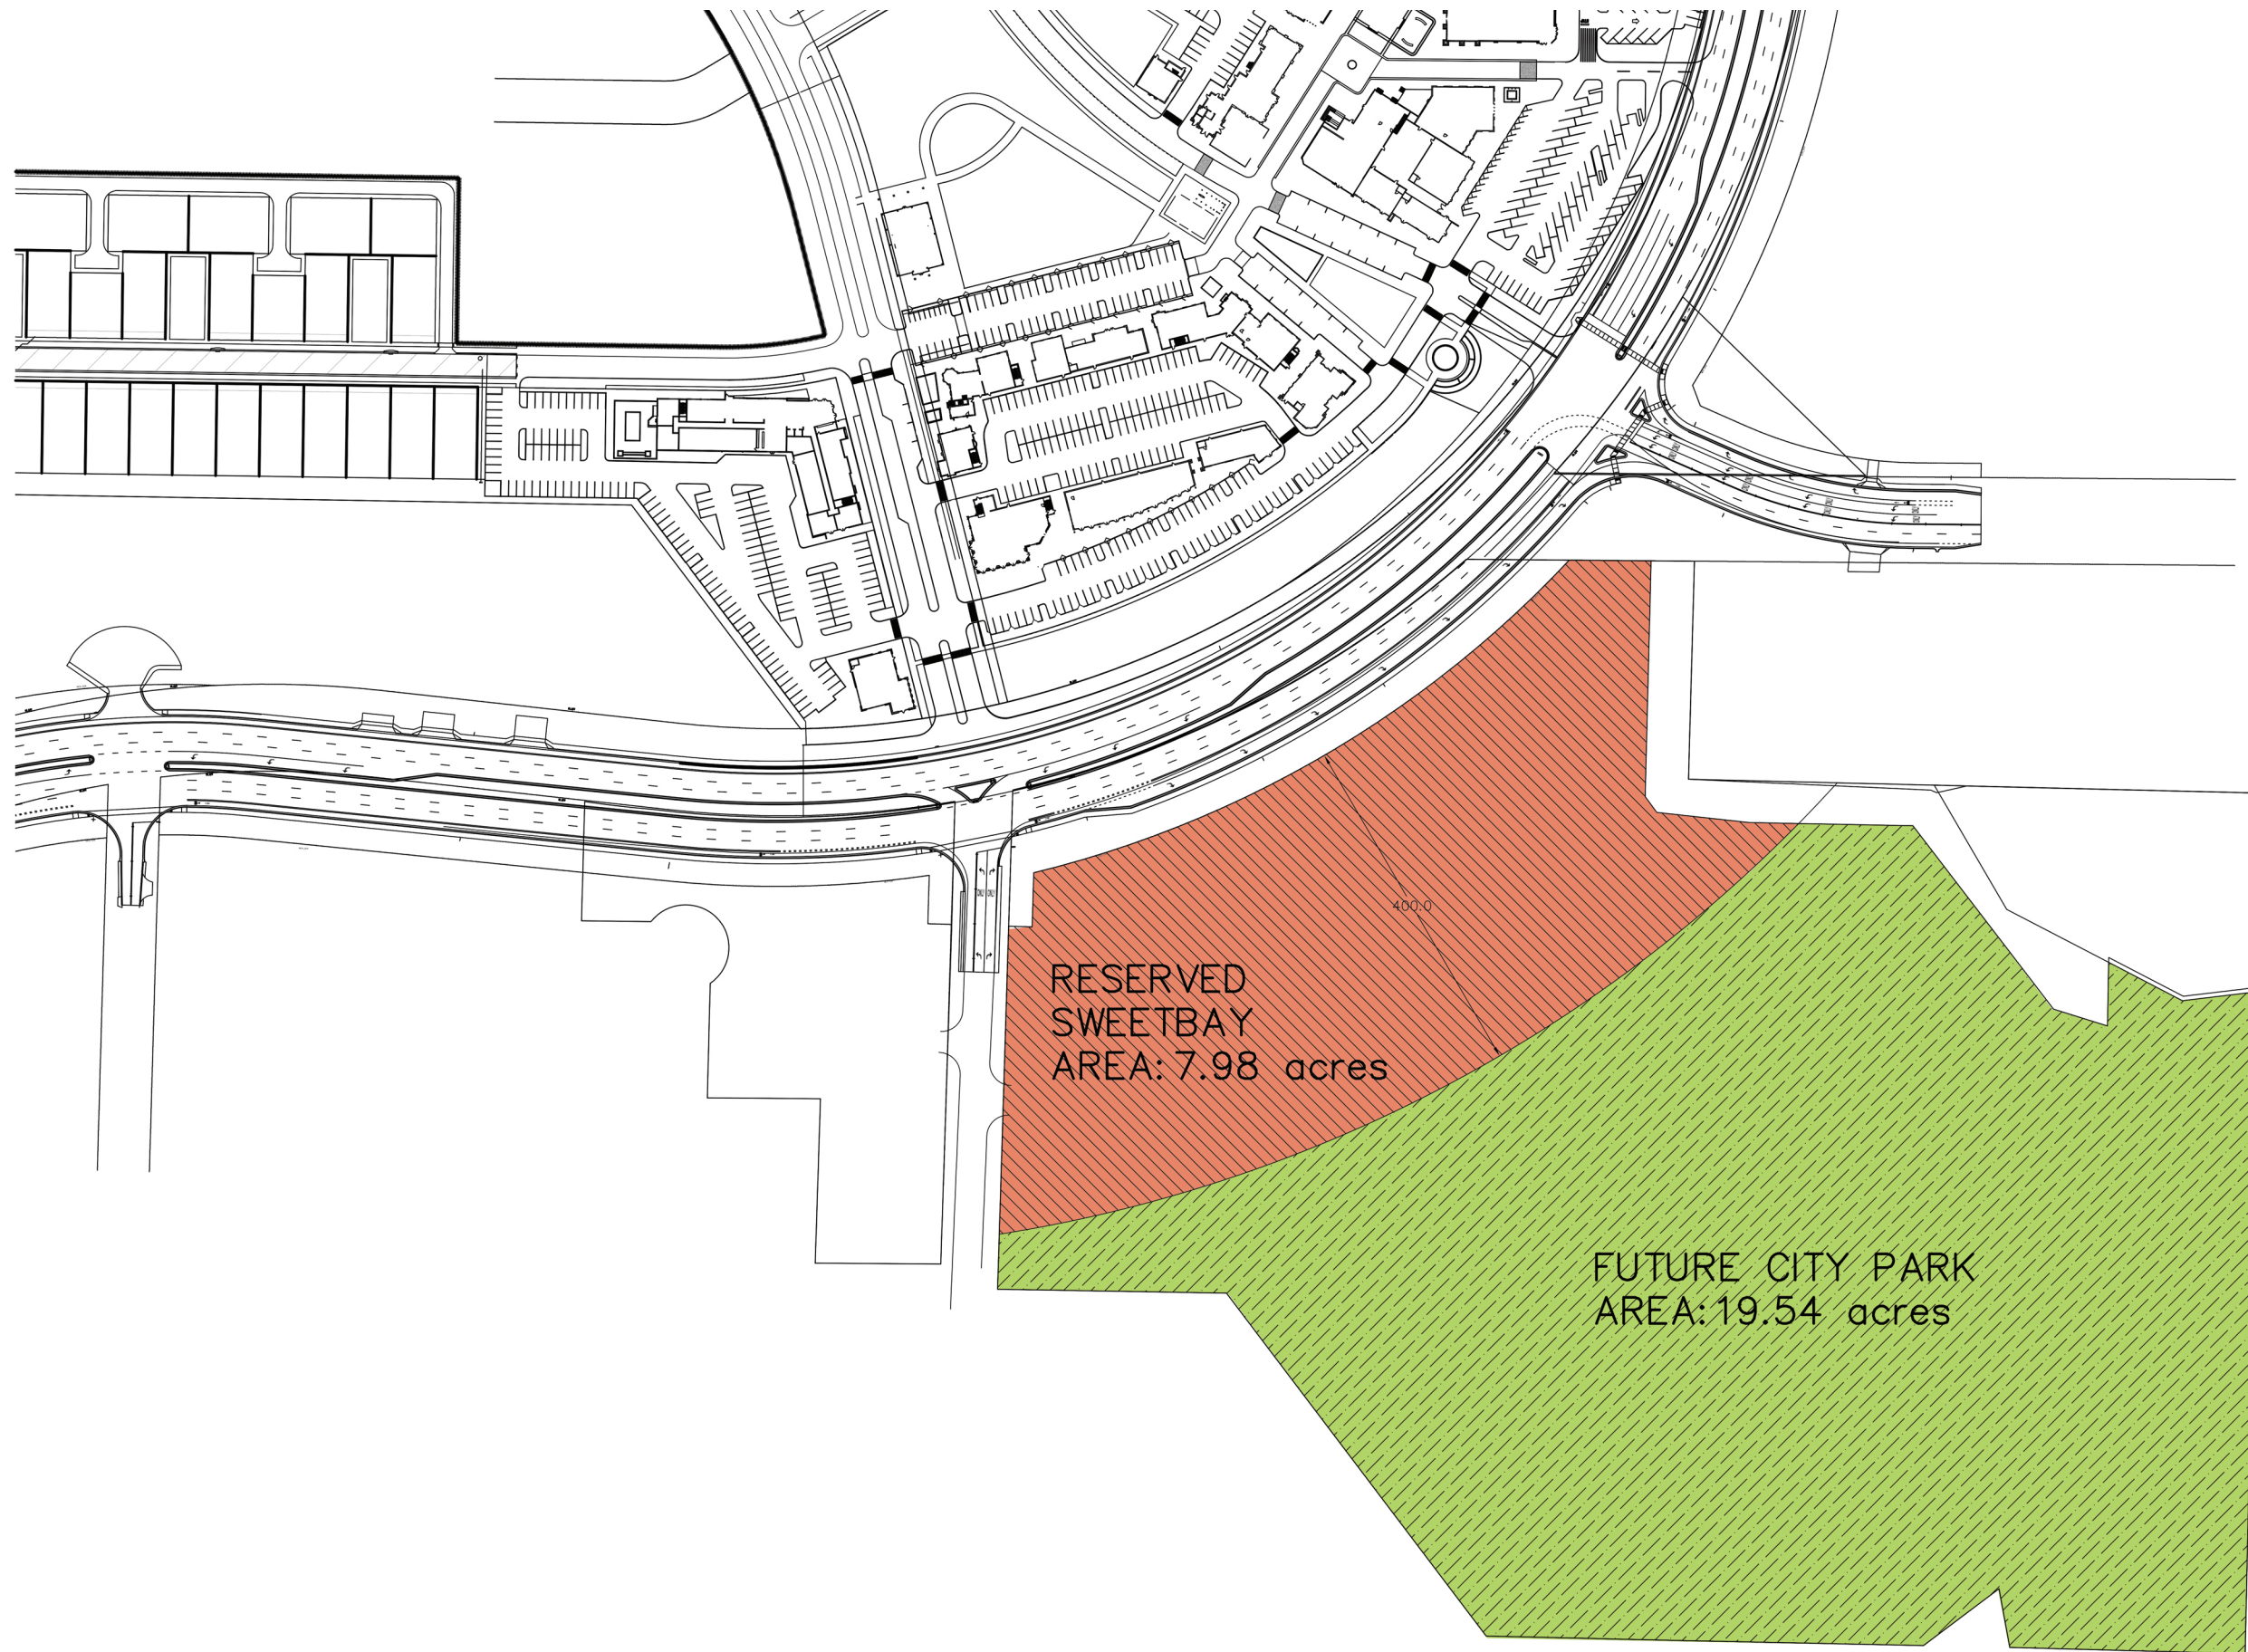 400.0
RESERVED
SWEETBAY
AREA: 7.98 acres
FUTURE CITY PARK
AREA: 19.54 acres